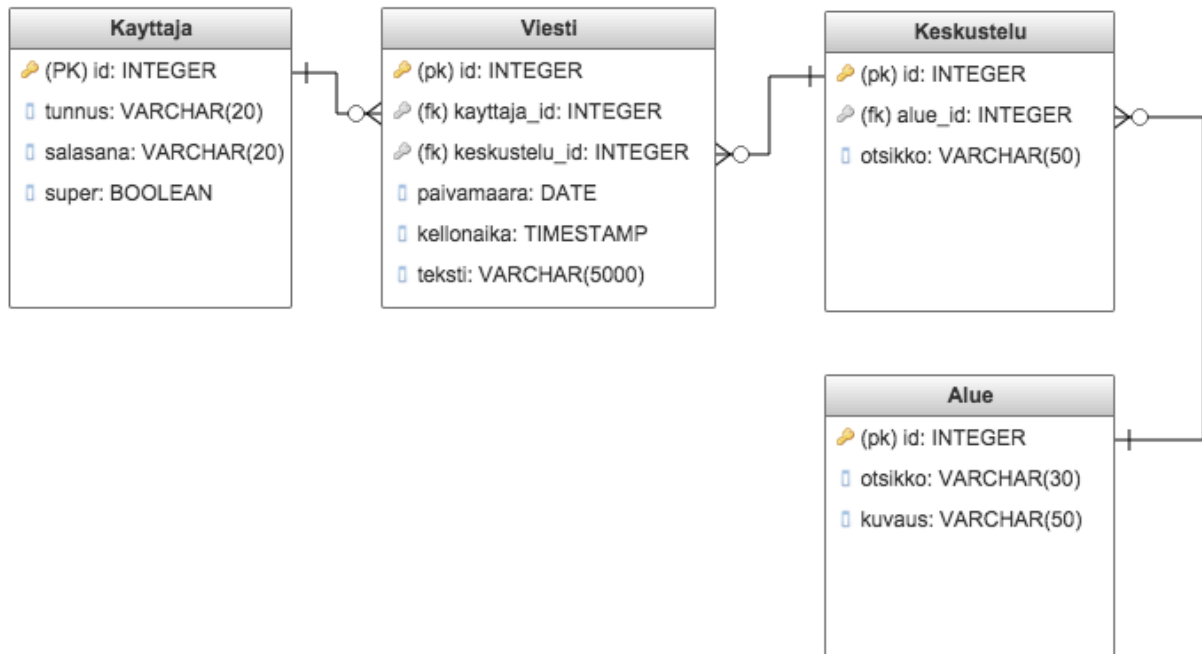 Kayttaja
(PK) id: INTEGER
tunnus: VARCHAR(20)
salasana: VARCHAR(20)
super: BOOLEAN
Viesti
(pk) id: INTEGER
(fk) kayttaja_id: INTEGER
(fk) keskustelu_id: INTEGER
paivamaara: DATE
kellonaika: TIMESTAMP
teksti: VARCHAR(5000)
Keskustelu
(pk) id: INTEGER
(fk) alue_id: INTEGER
otsikko: VARCHAR(50)
Alue
(pk) id: INTEGER
otsikko: VARCHAR(30)
kuvaus: VARCHAR(50)